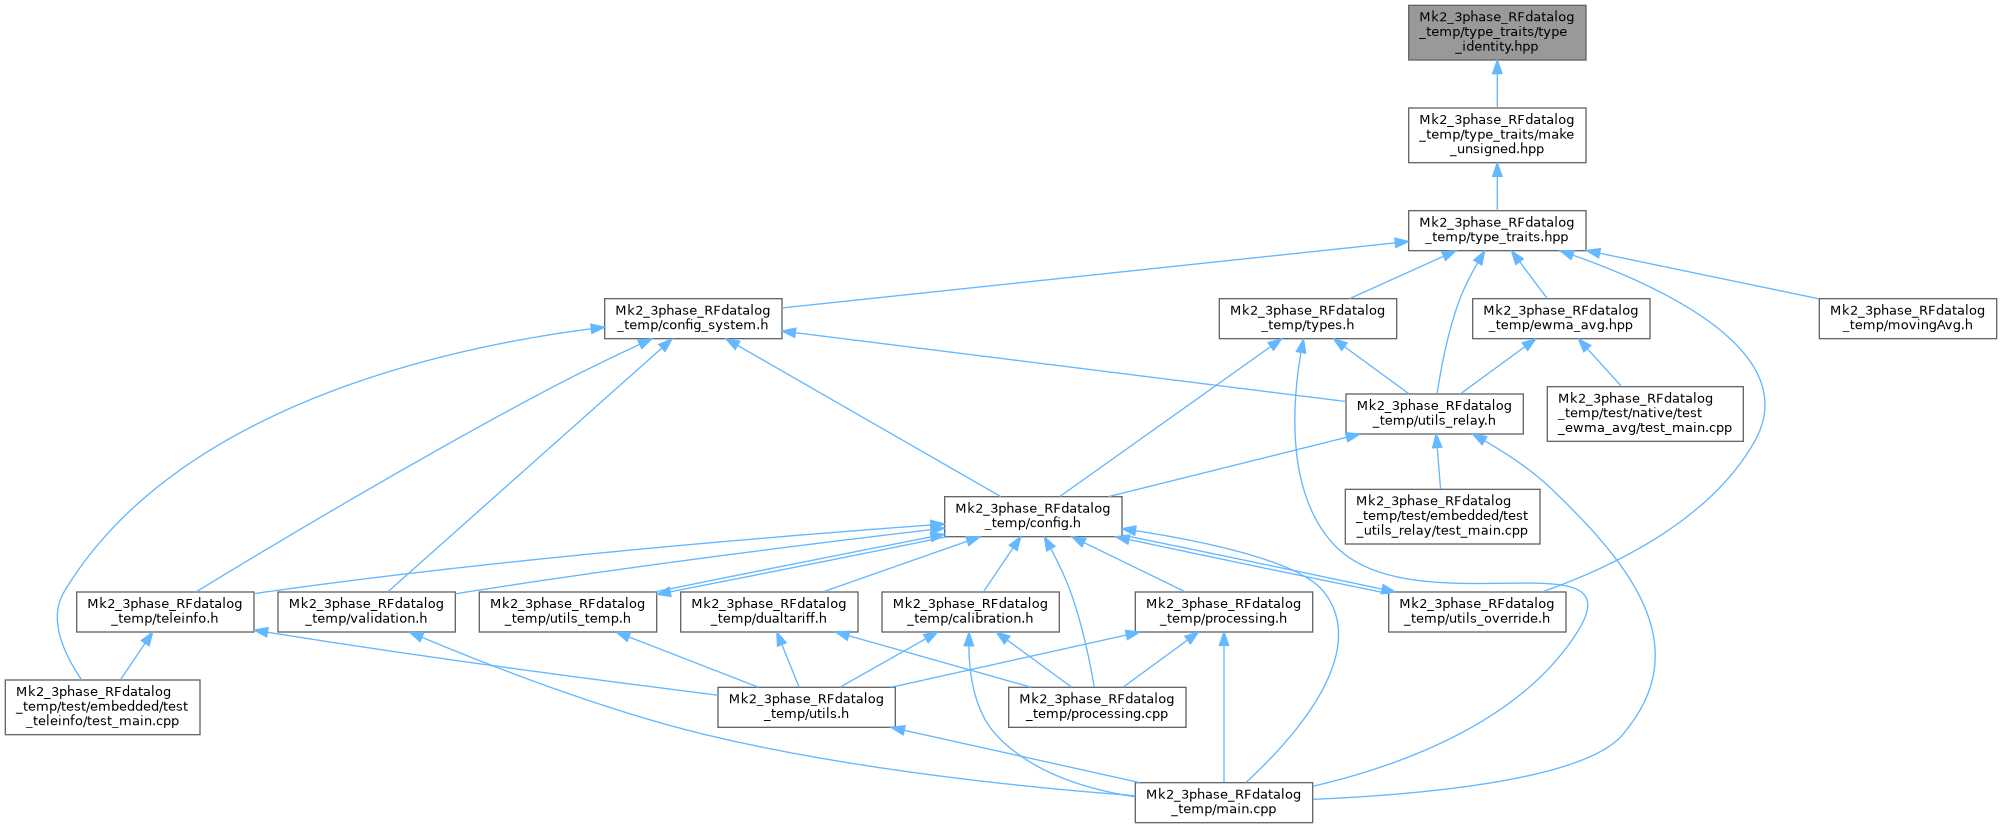 Mk2_3phase_RFdatalog
_temp/type_traits/type
_identity.hpp
Mk2_3phase_RFdatalog
_temp/type_traits/make
_unsigned.hpp
Mk2_3phase_RFdatalog
_temp/type_traits.hpp
Mk2_3phase_RFdatalog
_temp/config_system.h
Mk2_3phase_RFdatalog
_temp/types.h
Mk2_3phase_RFdatalog
_temp/ewma_avg.hpp
Mk2_3phase_RFdatalog
_temp/movingAvg.h
Mk2_3phase_RFdatalog
_temp/utils_relay.h
Mk2_3phase_RFdatalog
_temp/test/native/test
_ewma_avg/test_main.cpp
Mk2_3phase_RFdatalog
_temp/config.h
Mk2_3phase_RFdatalog
_temp/test/embedded/test
_utils_relay/test_main.cpp
Mk2_3phase_RFdatalog
_temp/teleinfo.h
Mk2_3phase_RFdatalog
_temp/validation.h
Mk2_3phase_RFdatalog
_temp/utils_temp.h
Mk2_3phase_RFdatalog
_temp/dualtariff.h
Mk2_3phase_RFdatalog
_temp/calibration.h
Mk2_3phase_RFdatalog
_temp/processing.h
Mk2_3phase_RFdatalog
_temp/utils_override.h
Mk2_3phase_RFdatalog
_temp/test/embedded/test
_teleinfo/test_main.cpp
Mk2_3phase_RFdatalog
_temp/utils.h
Mk2_3phase_RFdatalog
_temp/processing.cpp
Mk2_3phase_RFdatalog
_temp/main.cpp